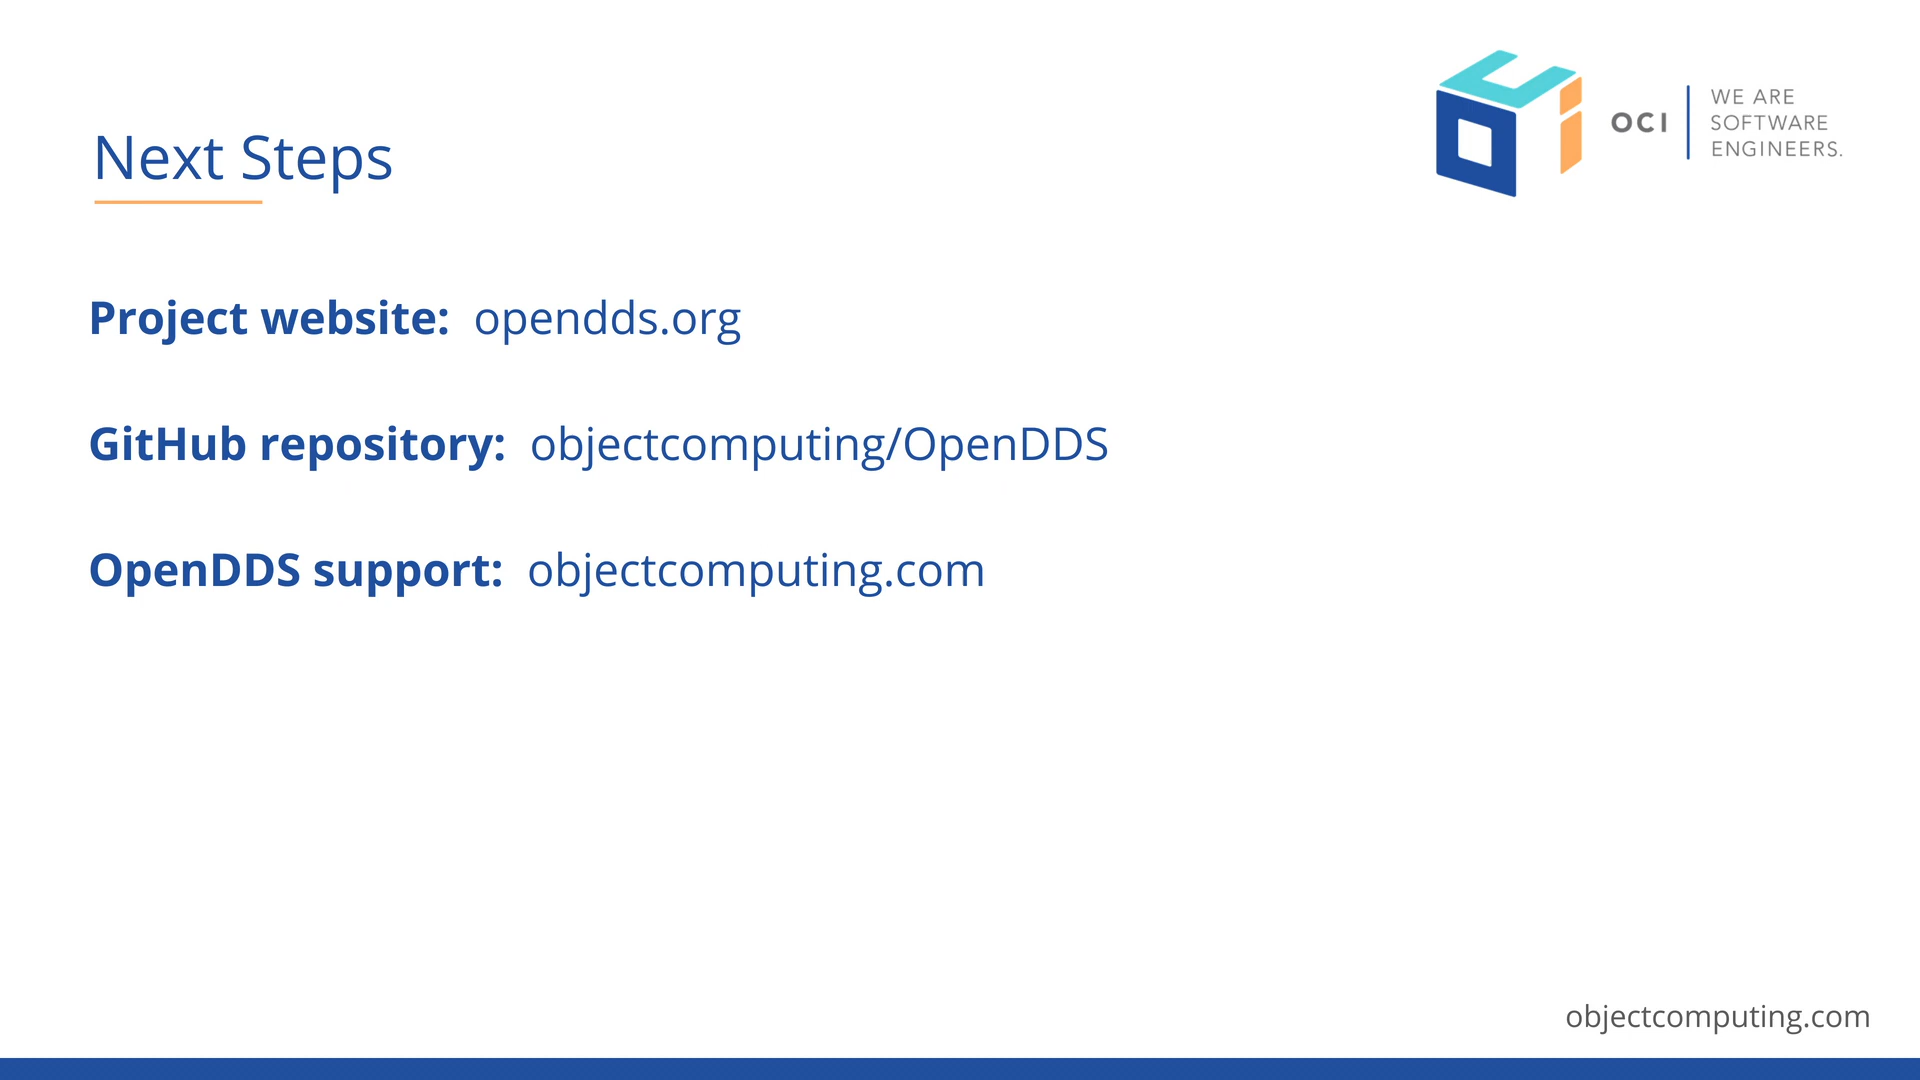 OCI
WE ARE
SOFTWARE
ENGINEERS.
Next Steps
Project website: opendds.org
GitHub repository: objectcomputing/OpenDDS
OpenDDS support: objectcomputing.com
objectcomputing.com